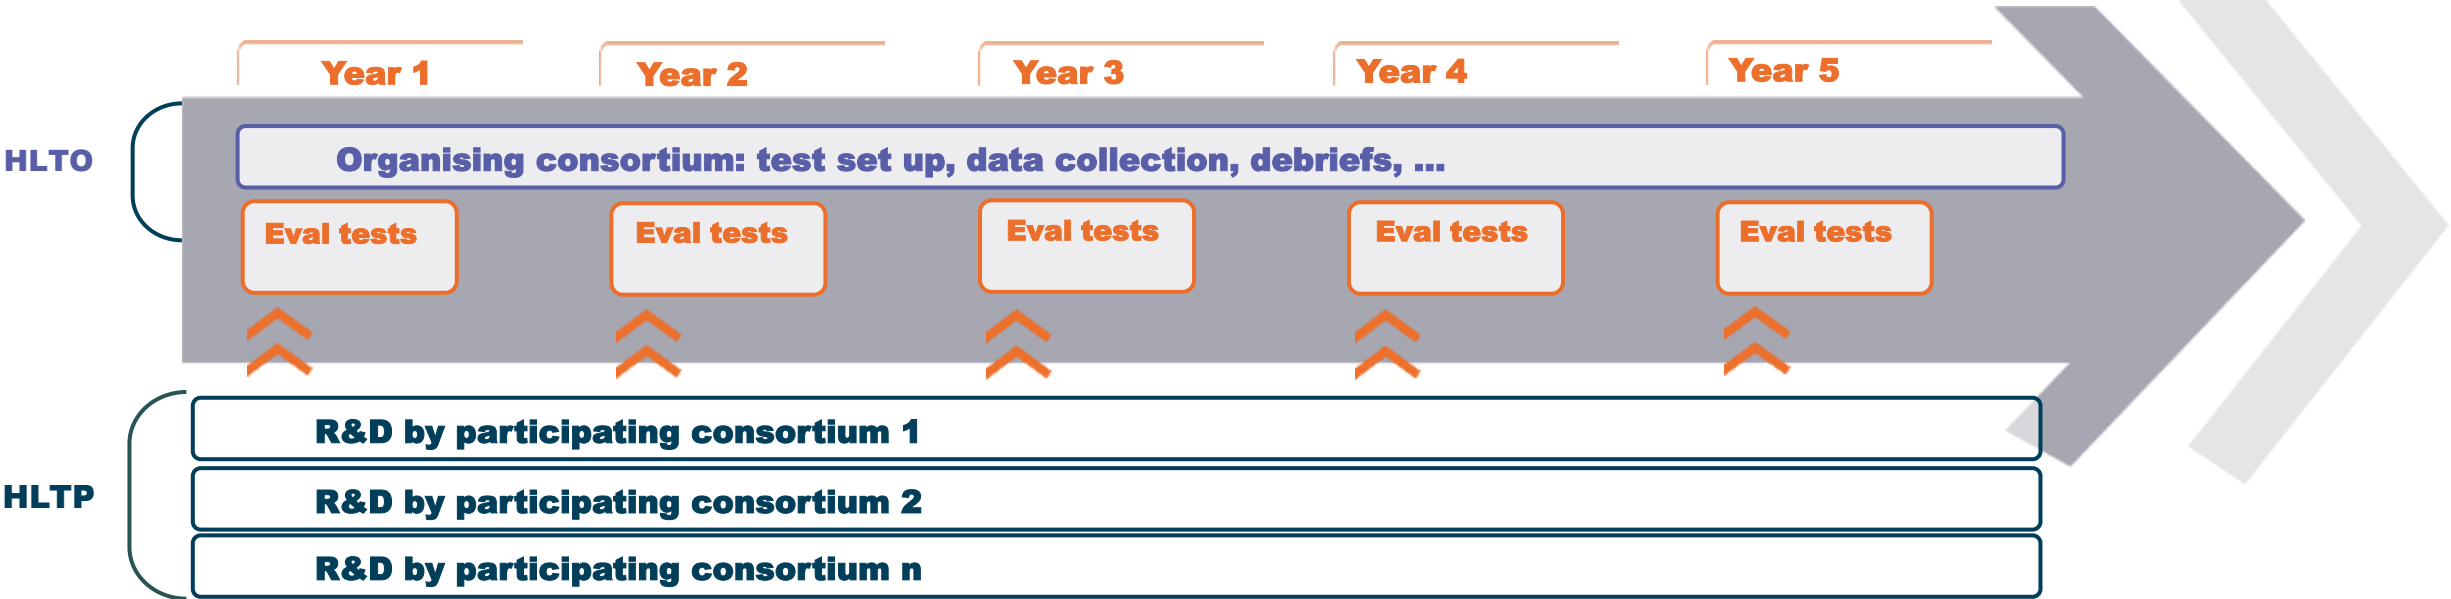 Year 1
Year 2
Year 3
Year 4
Year 5
HLTO
Organising consortium: test set up, data collection, debriefs, ...
Eval tests
Eval tests
Eval tests
Eval tests
Eval tests
HLTP
R&D by participating consortium 1
R&D by participating consortium 2
R&D by participating consortium n